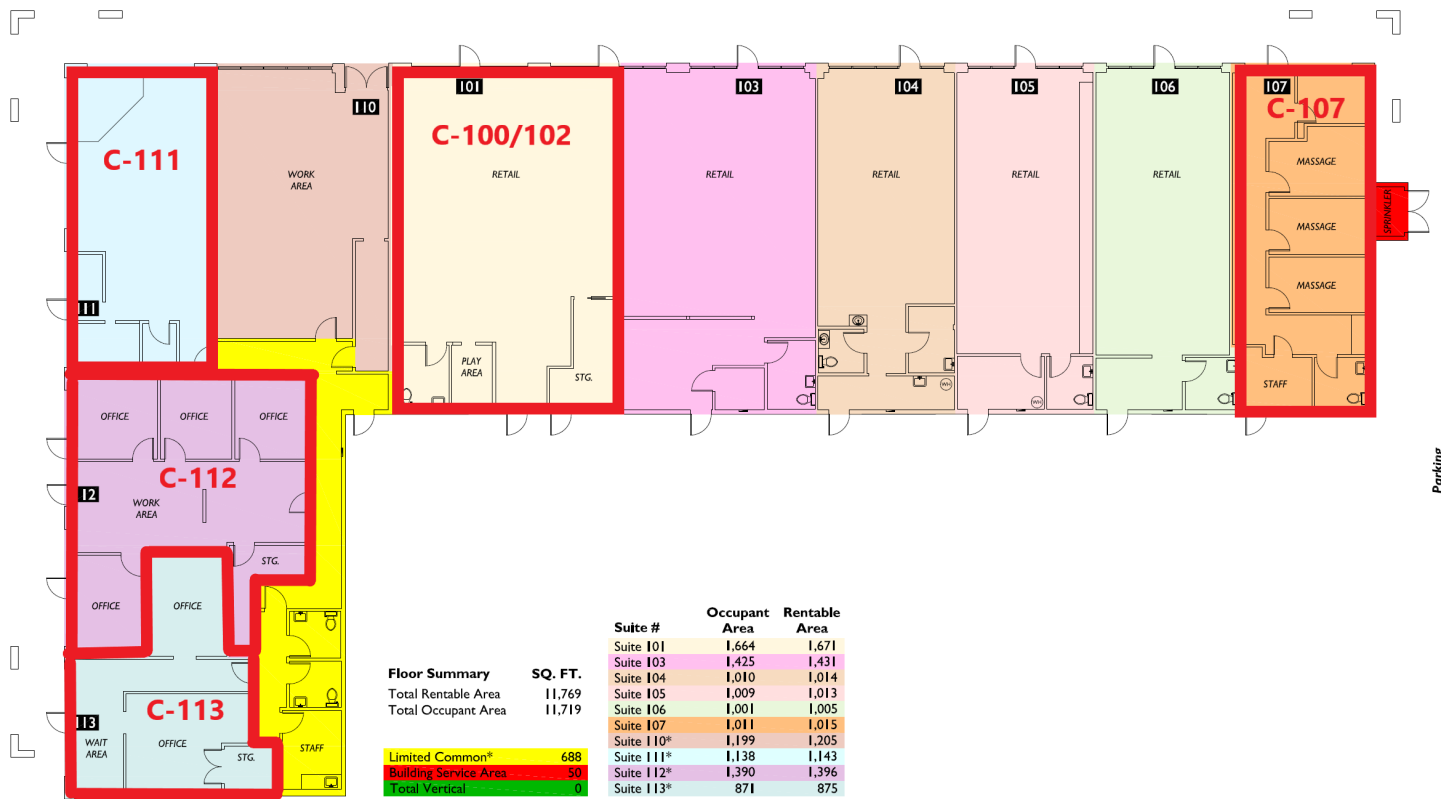 101
103
104
105
106
107
110
C-100/102
C-107
C-111
WORK
AREA
RETAIL
RETAIL
RETAIL
RETAIL
RETAIL
MASSAGE
MASSAGE
MASSAGE
SPRINKLER
111
PLAY
AREA
STG.
WH
WH
STAFF
OFFICE
OFFICE
OFFICE
C-112
12
WORK
AREA
STG.
OFFICE
OFFICE
Parking
C-113
113
WAIT
AREA
OFFICE
STG.
STAFF
Floor Summary SQ. FT.
Total Rentable Area 11,769
Total Occupant Area 11,719
Limited Common* 688
Building Service Area 50
Total Vertical 0
Occupant Rentable
Suite # Area Area
Suite 101 1,664 1,671
Suite 103 1,425 1,431
Suite 104 1,010 1,014
Suite 105 1,009 1,013
Suite 106 1,001 1,005
Suite 107 1,011 1,015
Suite 110* 1,199 1,205
Suite 111* 1,138 1,143
Suite 112* 1,390 1,396
Suite 113* 871 875